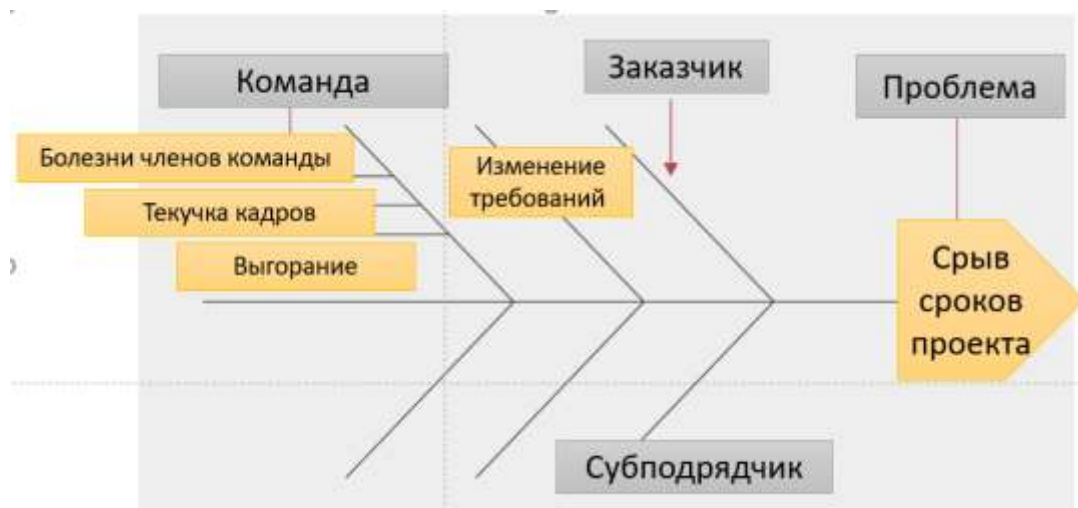 Команда
Заказчик
Проблема
Болезни членов команды
Изменение
требований
Текучка кадров
Выгорание
Срыв
сроков
проекта
Субподрядчик